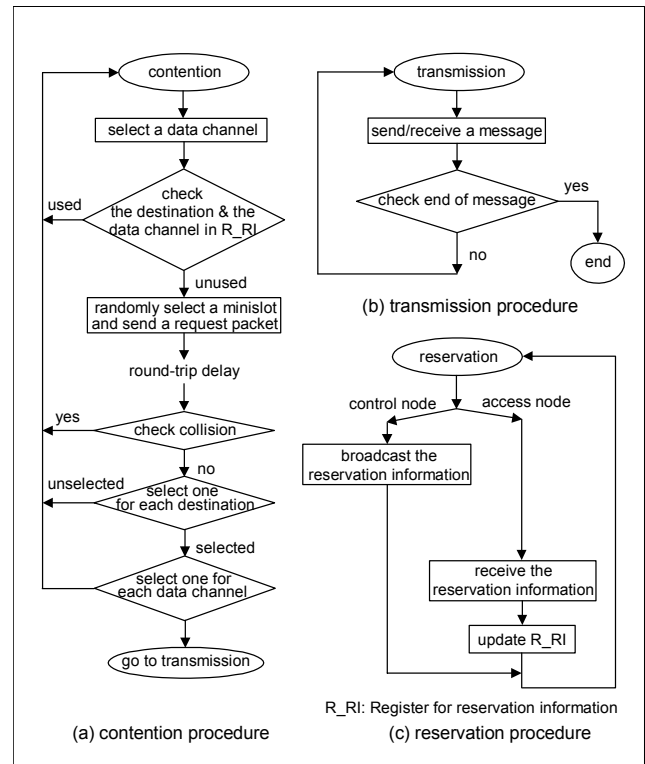 contention
select a data channel
check
the destination & the
data channel in R_RI
used
unused
randomly select a minislot
and send a request packet
round-trip delay
yes
check collision
no
unselected
select one
for each destination
selected
select one for
each data channel
go to transmission
(a) contention procedure
transmission
send/receive a message
check end of message
yes
no
end
(b) transmission procedure
reservation
control node
access node
broadcast the
reservation information
receive the
reservation information
update R_RI
R_RI: Register for reservation information
(c) reservation procedure